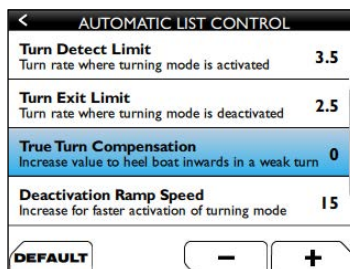 <
AUTOMATIC LIST CONTROL
Turn Detect Limit
Turn rate where turning mode is activated
3.5
Turn Exit Limit
Turn rate where turning mode is deactivated
2.5
True Turn Compensation
Increase value to heel boat inwards in a weak turn
0
Deactivation Ramp Speed
Increase for faster activation of turning mode
15
DEFAULT
−
+